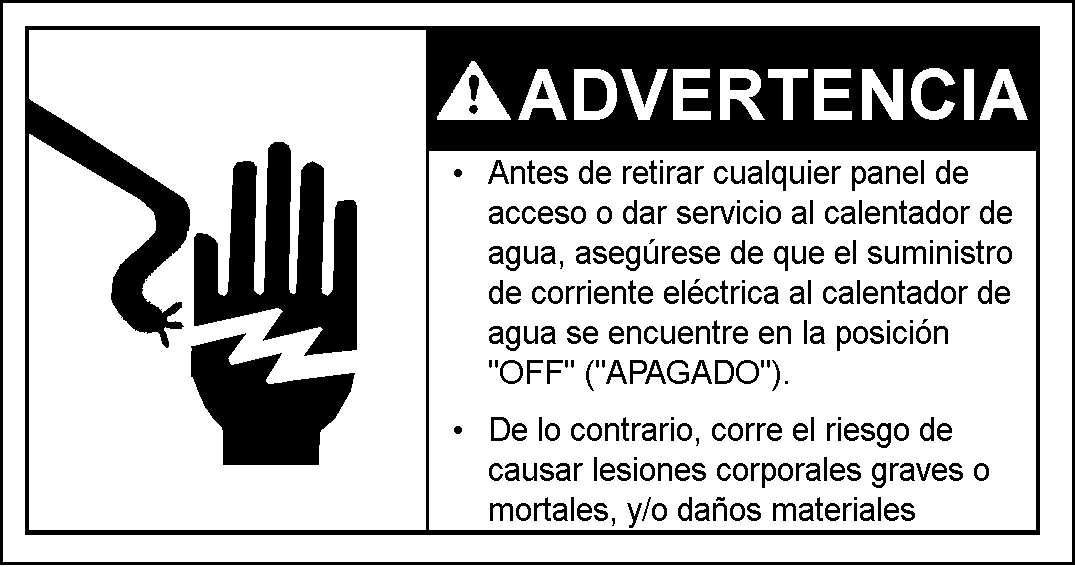 ADVERTENCIA
• Antes de retirar cualquier panel de
acceso o dar servicio al calentador de
agua, asegúrese de que el suministro
de corriente eléctrica al calentador de
agua se encuentre en la posición
"OFF" ("APAGADO").
• De lo contrario, corre el riesgo de
causar lesiones corporales graves o
mortales, y/o daños materiales